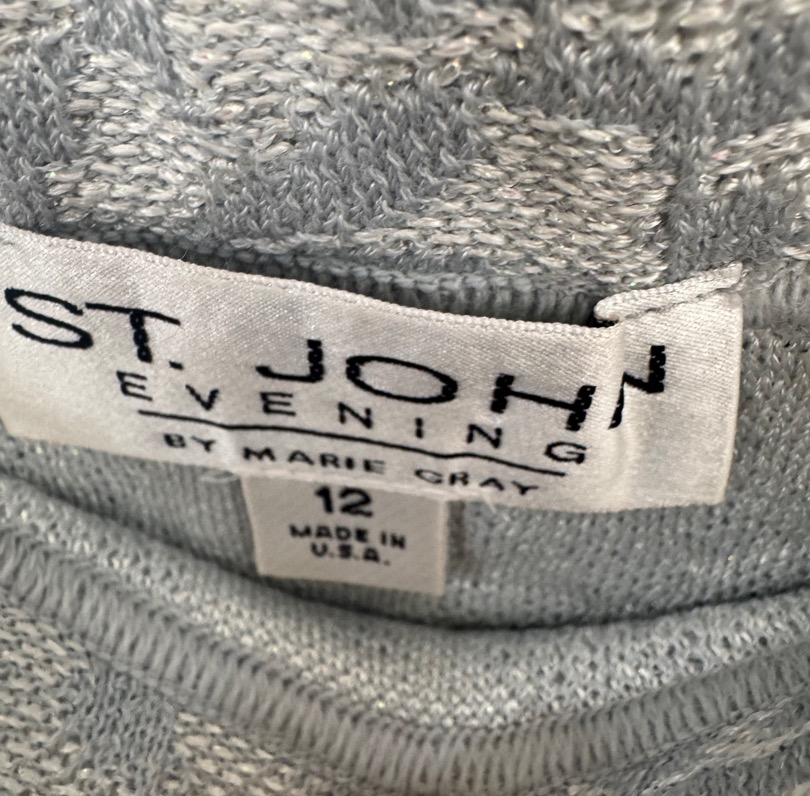 ST. JOHN
EVENING
BY MARIE GRAY
12
MADE IN
U.S.A.